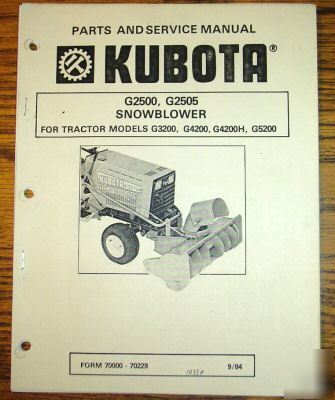 PARTS AND SERVICE MANUAL
KUBOTA®
G2500, G2505
SNOWBLOWER
FOR TRACTOR MODELS G3200, G4200, G4200H, G5200
KUBOTA
FORM 70000 - 70229
9/84